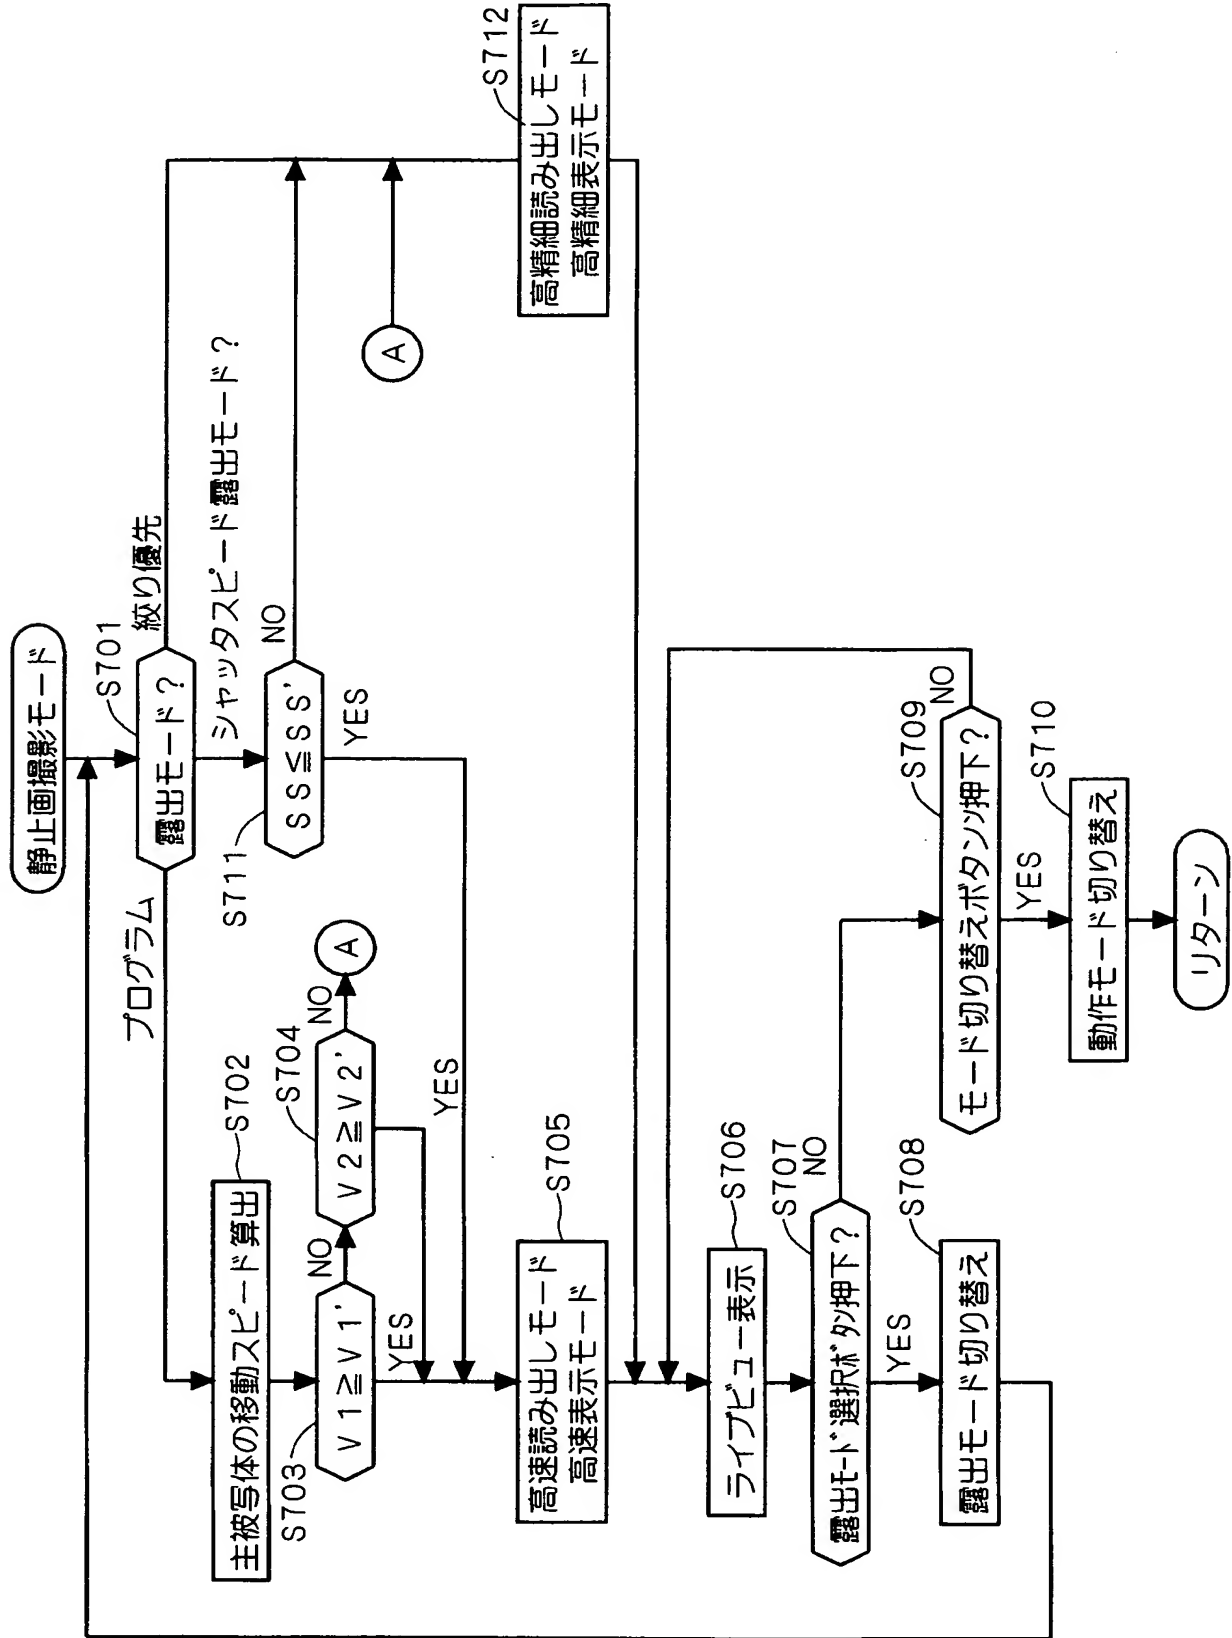 静止画撮影モード
S701
露出モード?
プログラム
絞り優先
シャッタスピード露出モード?
S702
主被写体の移動スピード算出
S703
V1≧V1'
NO
YES
S704
V2≧V2'
NO
A
YES
S711
SS≦SS'
NO
YES
A
S705
高速読み出しモード
高速表示モード
S712
高精細読み出しモード
高精細表示モード
S706
ライブビュー表示
S707
露出モード選択ボタン押下?
NO
YES
S708
露出モード切り替え
S709
モード切り替えボタンン押下?
NO
YES
S710
動作モード切り替え
リターン